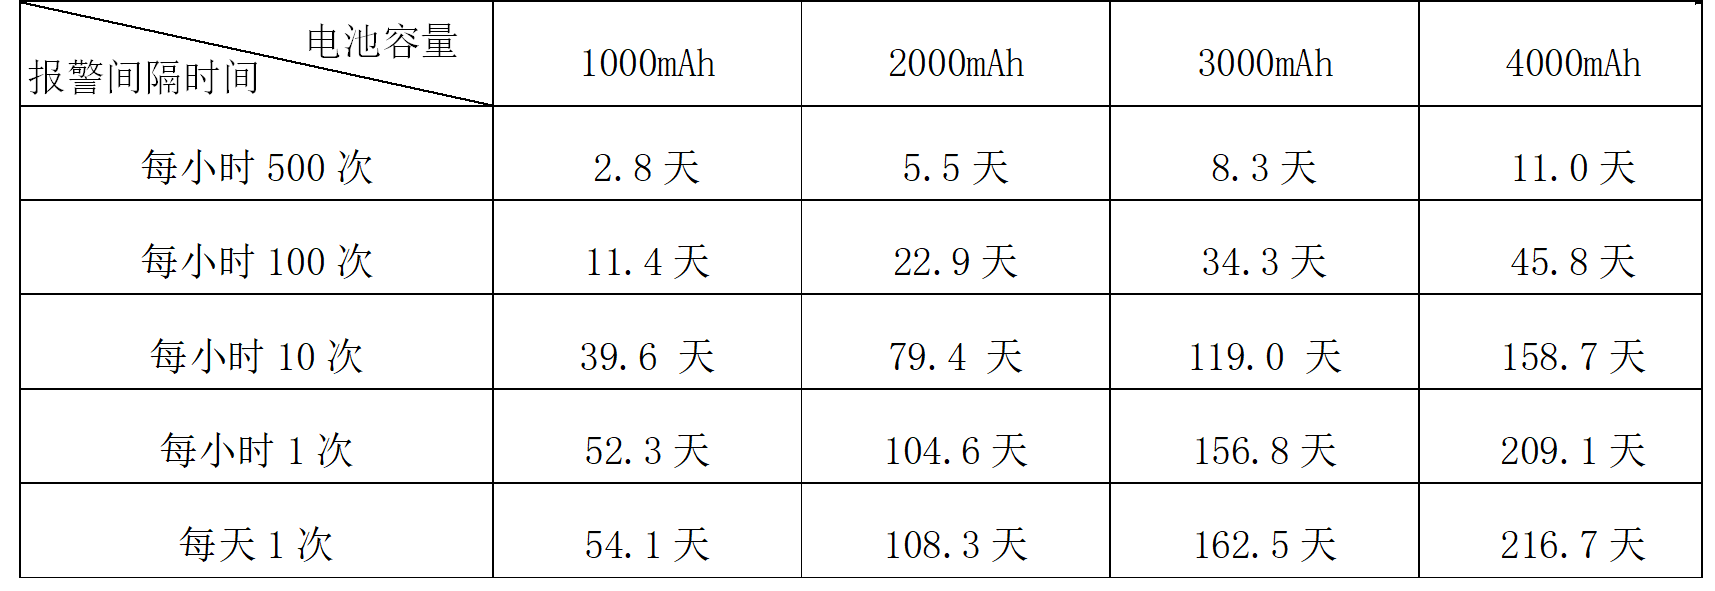 电池容量
报警间隔时间 1000mAh 2000mAh 3000mAh 4000mAh
每小时 500 次 2.8天 5.5天 8.3天 11.0天
每小时 100 次 11.4天 22.9天 34.3天 45.8天
每小时 10 次 39.6 天 79.4 天 119.0 天 158.7天
每小时 1 次 52.3天 104.6天 156.8天 209.1天
每天 1 次 54.1天 108.3天 162.5天 216.7天